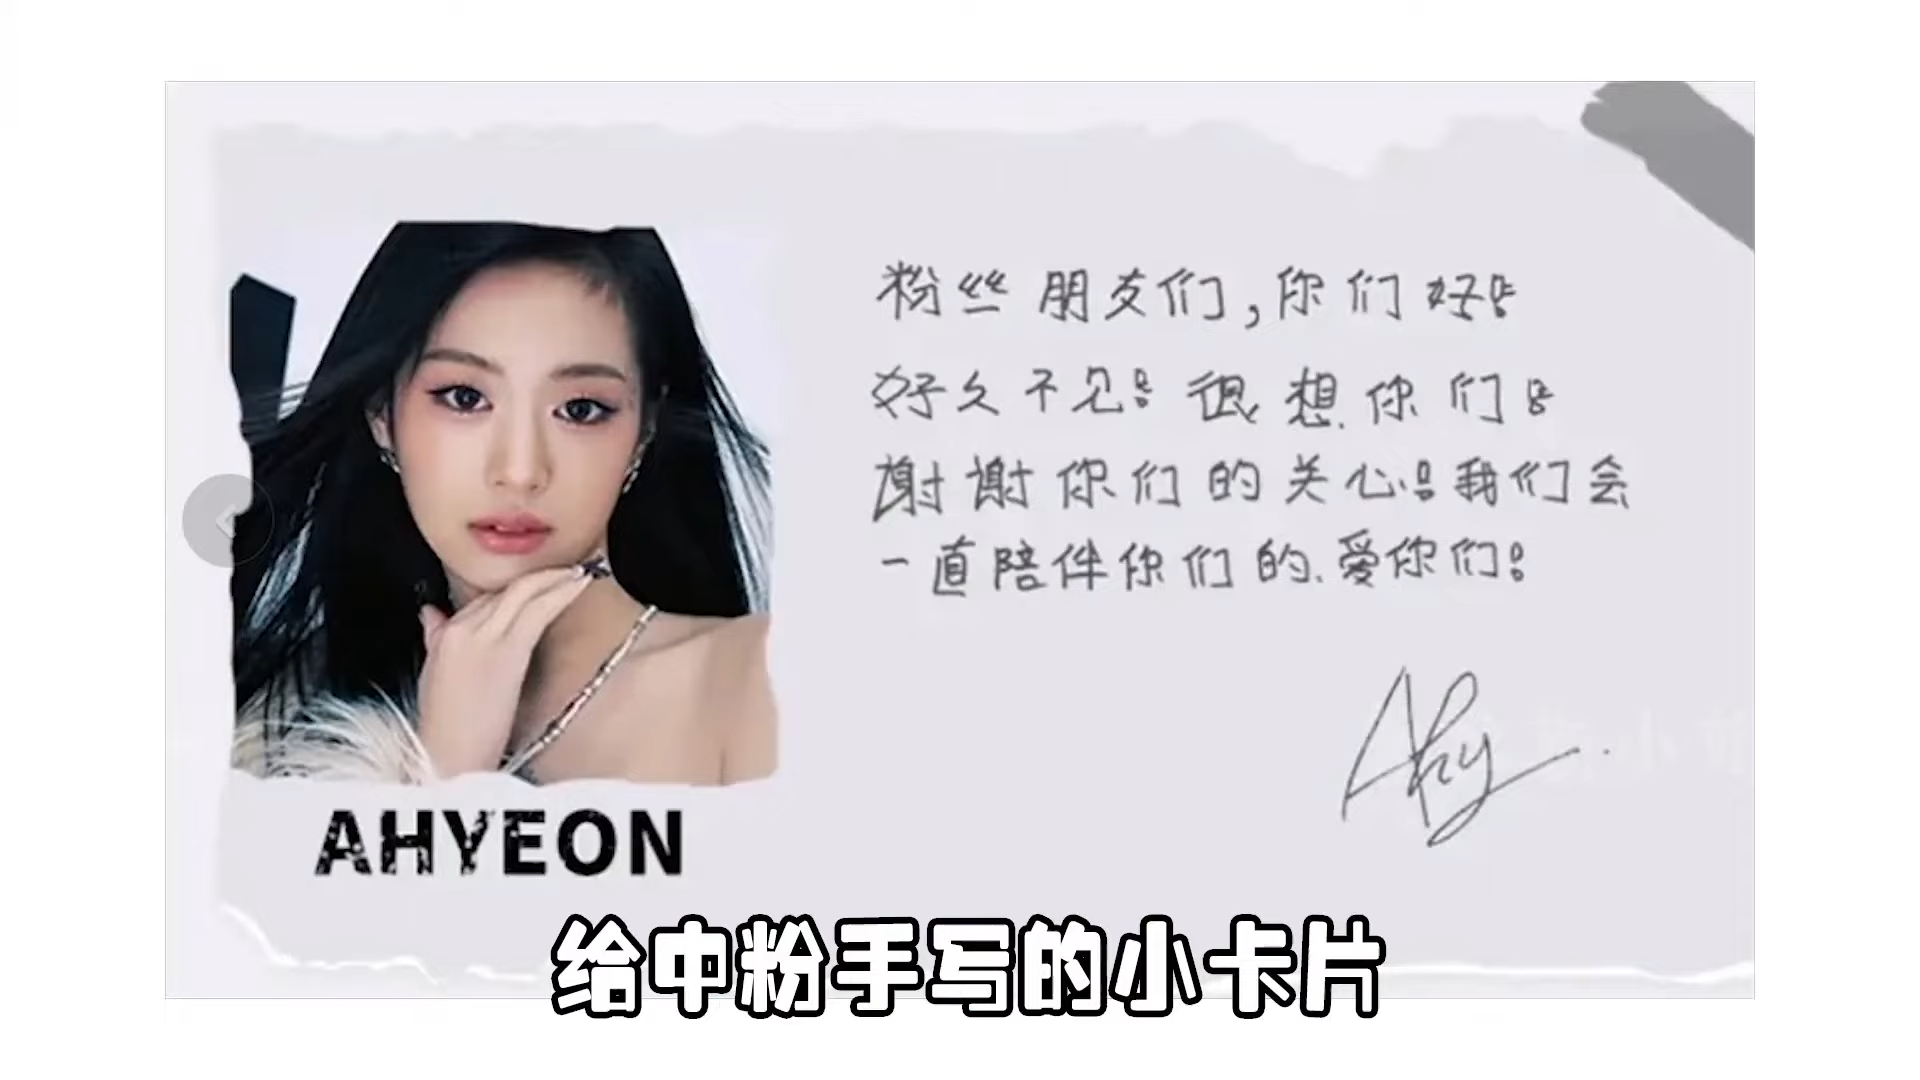 粉丝朋友们,你们好!
好久不见!很想你们!
谢谢你们的关心!我们会
一直陪伴你们的.爱你们!
Ahy
AHYEON
给中粉手写的小卡片